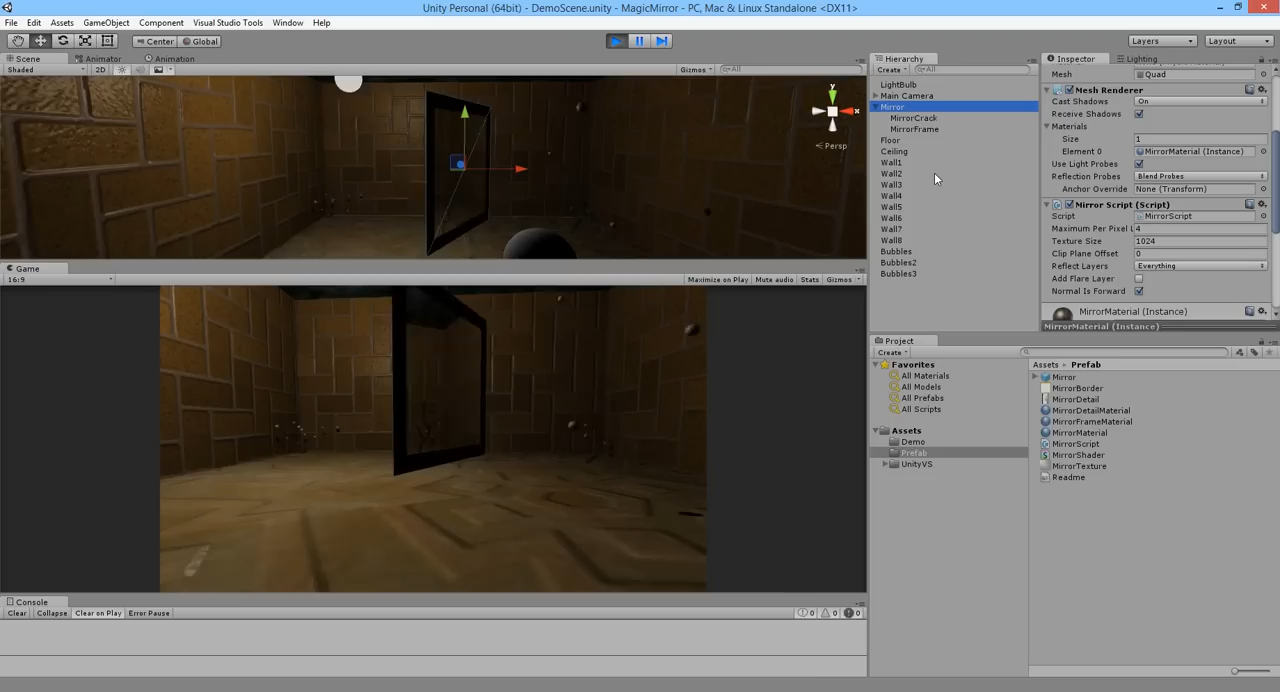 Unity Personal (64bit) - DemoScene.unity - MagicMirror - PC, Mac & Linux Standalone <DX11>
File Edit Assets GameObject Component Visual Studio Tools Window Help
Center Global Layers Layout
Scene Animator Animation
Shaded 2D Gizmos All
y
x
Persp
Game
16:9 Maximize on Play Mute audio Stats Gizmos
Console
Clear Collapse Clear on Play Error Pause 0 0 0
Hierarchy
Create All
LightBulb
Main Camera
Mirror
MirrorCrack
MirrorFrame
Floor
Ceiling
Wall1
Wall2
Wall3
Wall4
Wall5
Wall6
Wall7
Wall8
Bubbles
Bubbles2
Bubbles3
Inspector Lighting
Mesh Quad
Mesh Renderer
Cast Shadows On
Receive Shadows
Materials
Size 1
Element 0 MirrorMaterial (Instance)
Use Light Probes
Reflection Probes Blend Probes
Anchor Override None (Transform)
Mirror Script (Script)
Script MirrorScript
Maximum Per Pixel L 4
Texture Size 1024
Clip Plane Offset 0
Reflect Layers Everything
Add Flare Layer
Normal Is Forward
MirrorMaterial (Instance)
MirrorMaterial (Instance)
Project
Create
Favorites
All Materials
All Models
All Prefabs
All Scripts
Assets
Demo
Prefab
UnityVS
Assets Prefab
Mirror
MirrorBorder
MirrorDetail
MirrorDetailMaterial
MirrorFrameMaterial
MirrorMaterial
MirrorScript
MirrorShader
MirrorTexture
Readme